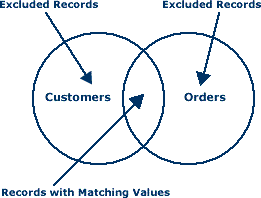 Excluded Records
Excluded Records
Customers
Orders
Records with Matching Values